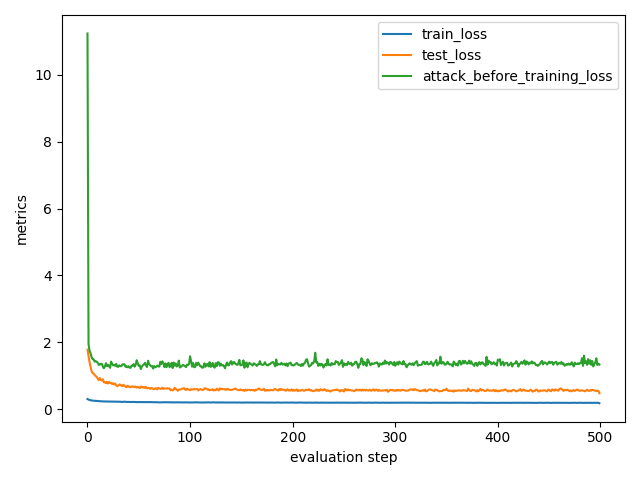 train_loss
test_loss
attack_before_training_loss
metrics
10
8
6
4
2
0
0
100
200
300
400
500
evaluation step